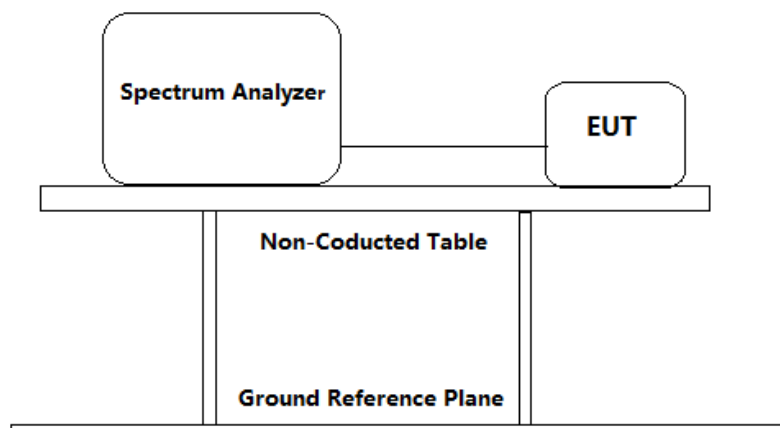 Spectrum Analyzer
EUT
Non-Coducted Table
Ground Reference Plane